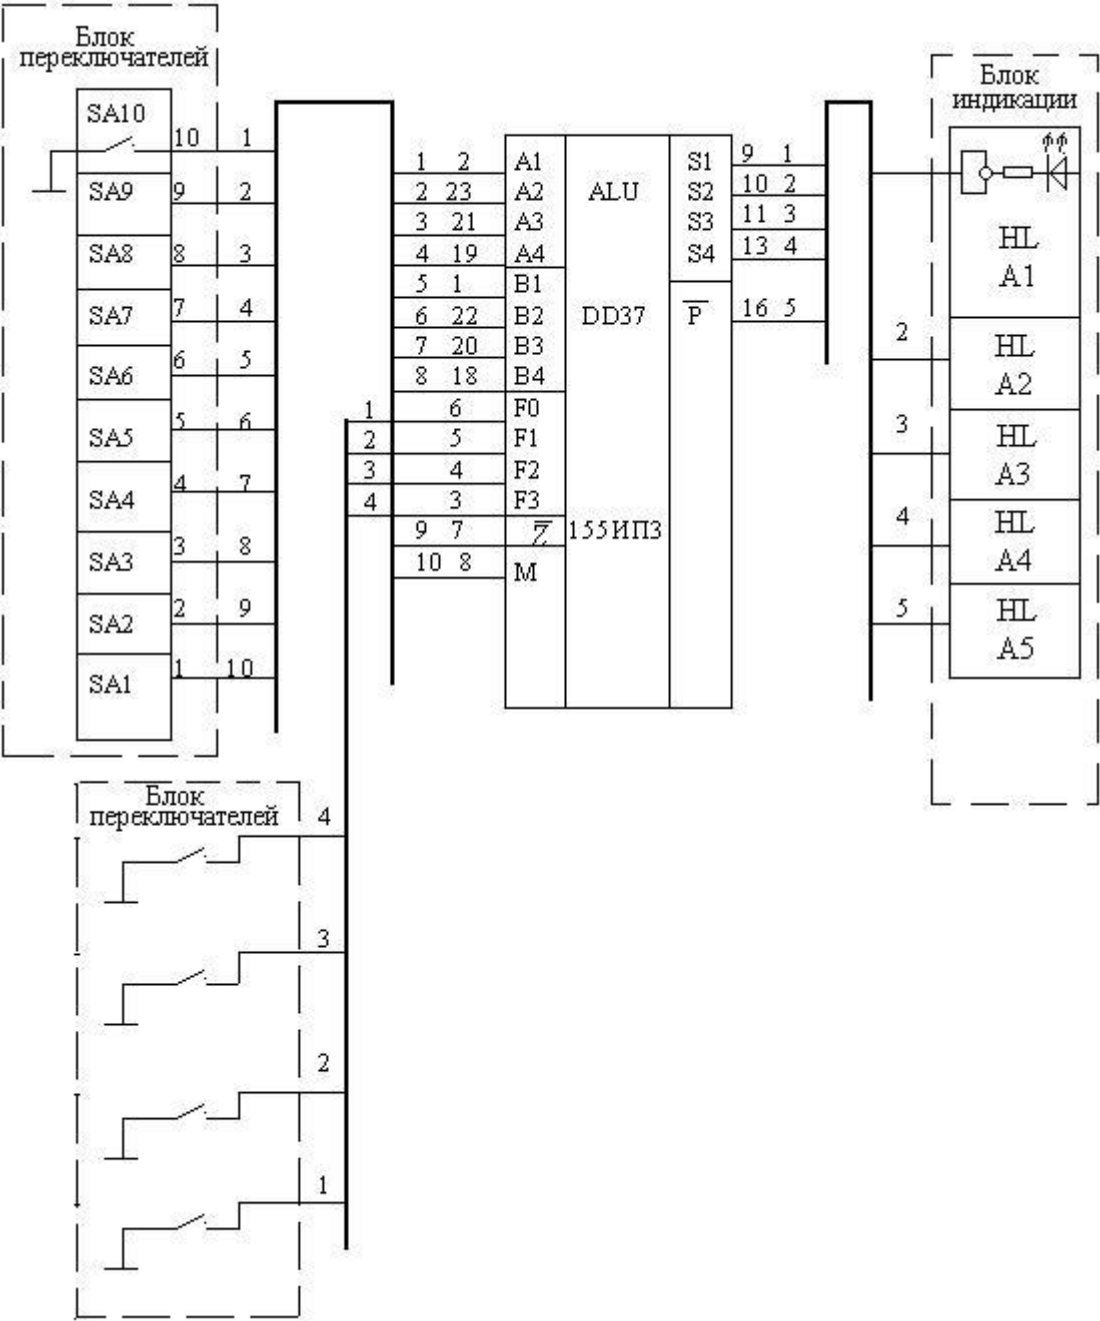 Блок
переключателей
SA10
10 1
SA9 9 2
SA8 8 3
SA7 7 4
SA6 6 5
SA5 5 6
SA4 4 7
SA3 3 8
SA2 2 9
SA1 1 10
1 2 A1
2 23 A2
3 21 A3
4 19 A4
5 1 B1
6 22 B2
7 20 B3
8 18 B4
1 6 F0
2 5 F1
3 4 F2
4 3 F3
9 7 Z̅
10 8 M
ALU
DD37
155ИП3
S1 9 1
S2 10 2
S3 11 3
S4 13 4
P̅ 16 5
Блок
индикации
HL
A1
2 HL
A2
3 HL
A3
4 HL
A4
5 HL
A5
Блок
переключателей
4
3
2
1